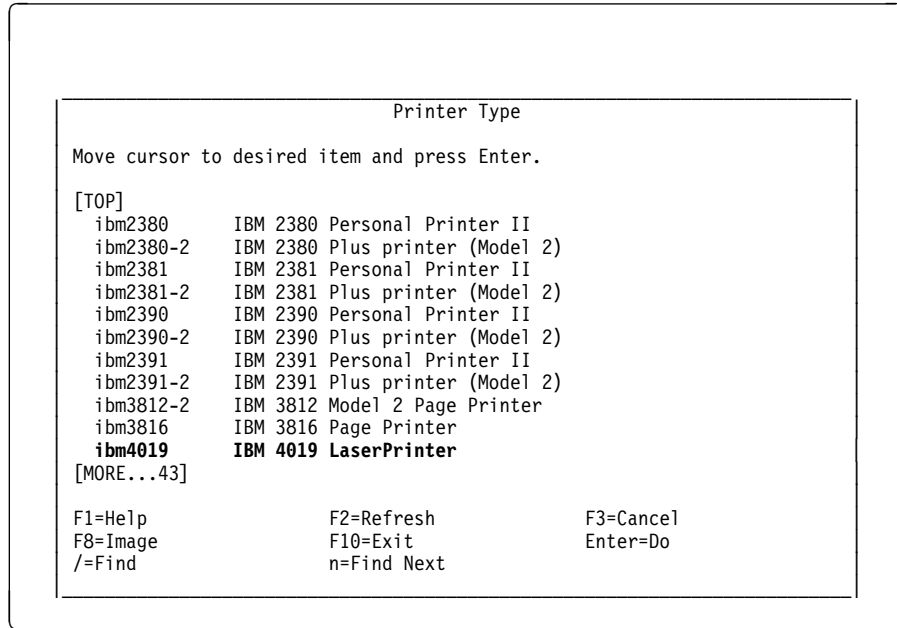 Printer Type
Move cursor to desired item and press Enter.
[TOP]
ibm2380 IBM 2380 Personal Printer II
ibm2380-2 IBM 2380 Plus printer (Model 2)
ibm2381 IBM 2381 Personal Printer II
ibm2381-2 IBM 2381 Plus printer (Model 2)
ibm2390 IBM 2390 Personal Printer II
ibm2390-2 IBM 2390 Plus printer (Model 2)
ibm2391 IBM 2391 Personal Printer II
ibm2391-2 IBM 2391 Plus printer (Model 2)
ibm3812-2 IBM 3812 Model 2 Page Printer
ibm3816 IBM 3816 Page Printer
ibm4019 IBM 4019 LaserPrinter
[MORE...43]
F1=Help F2=Refresh F3=Cancel
F8=Image F10=Exit Enter=Do
/=Find n=Find Next